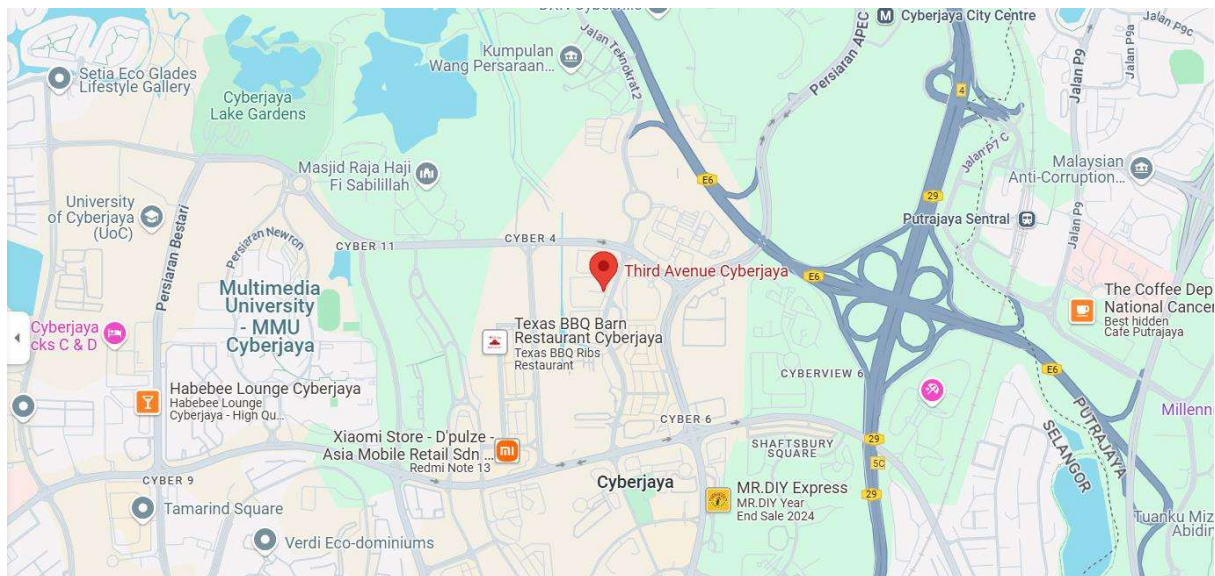 Cyberjaya City Centre
Jalan P9c
Jalan P9a
Jalan P9
Jalan Teknokrat 2
Persiaran APEC
Kumpulan
Wang Persaraan...
Setia Eco Glades
Lifestyle Gallery
Cyberjaya
Lake Gardens
4
Jalan P7 C
Masjid Raja Haji
Fi Sabilillah
Malaysian
Anti-Corruption...
E6
29
University
of Cyberjaya
(UoC)
Persiaran Bestari
Persiaran Newron
Putrajaya Sentral
Jalan P9
CYBER 11
CYBER 4
Third Avenue Cyberjaya
E6
Multimedia
University
- MMU
Cyberjaya
The Coffee Dep
National Cancer
Best hidden
Cafe Putrajaya
Cyberjaya
cks C & D
Texas BBQ Barn
Restaurant Cyberjaya
Texas BBQ Ribs
Restaurant
CYBERVIEW 6
E6
Habebee Lounge Cyberjaya
Habebee Lounge
Cyberjaya - High Qu...
PUTRAJAYA
SELANGOR
Millenn
CYBER 6
Xiaomi Store - D'pulze -
Asia Mobile Retail Sdn ...
Redmi Note 13
mi
SHAFTSBURY
SQUARE
29
5C
29
CYBER 9
Cyberjaya
MR.DIY Express
MR.DIY Year
End Sale 2024
Tamarind Square
Verdi Eco-dominiums
Tuanku Miz
Abidin